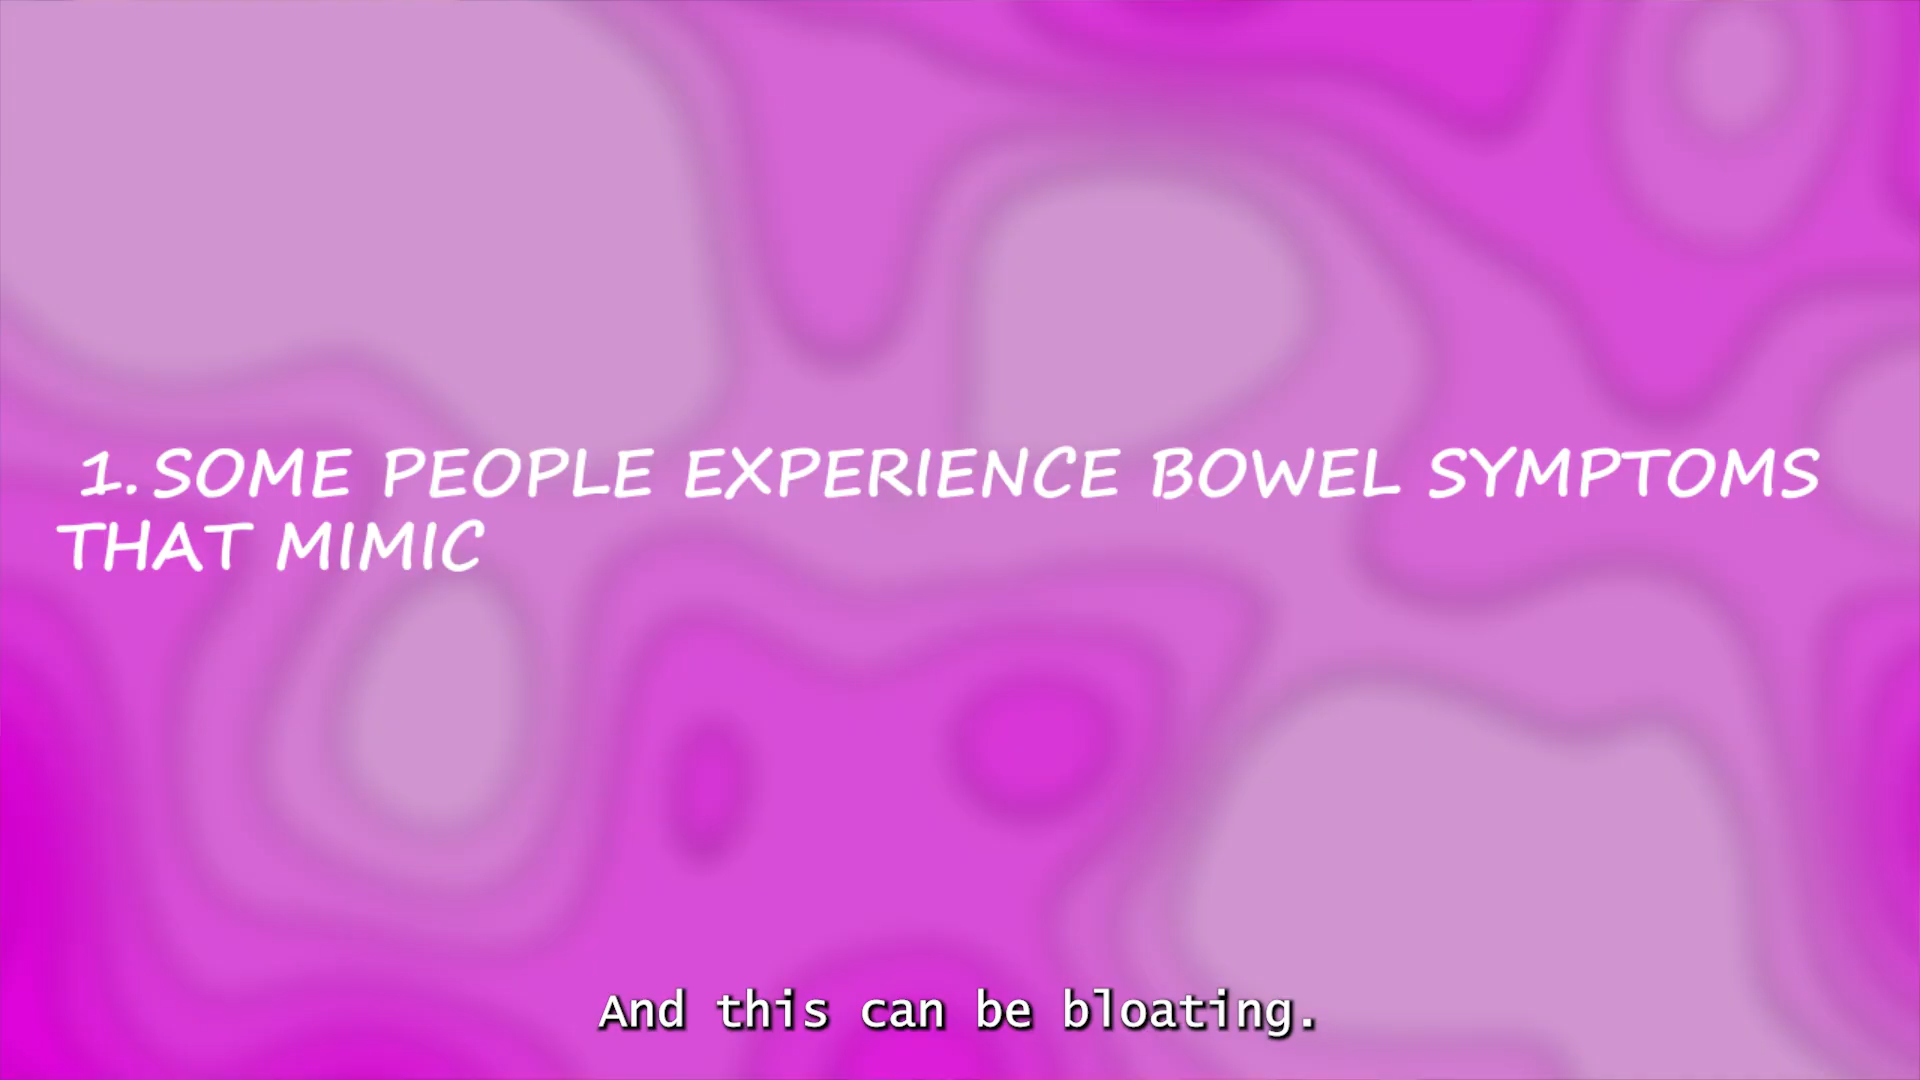 1. SOME PEOPLE EXPERIENCE BOWEL SYMPTOMS
THAT MIMIC
And this can be bloating.